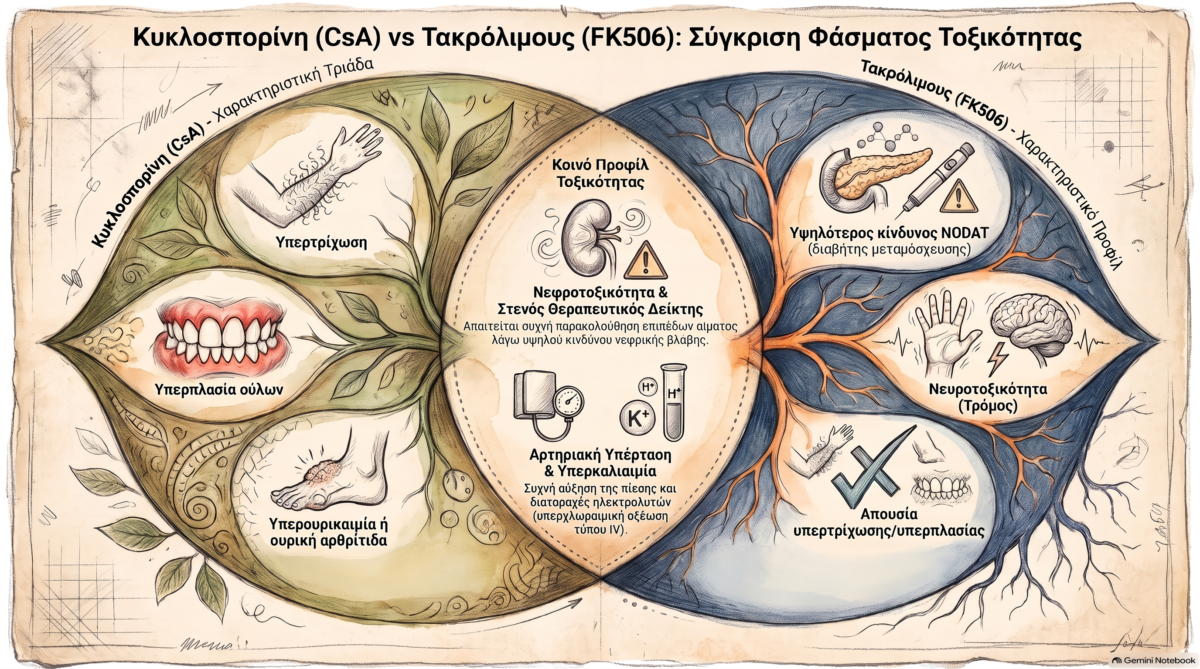 Κυκλοσπορίνη (CsA) vs Τακρόλιμους (FK506): Σύγκριση Φάσματος Τοξικότητας
Κυκλοσπορίνη (CsA) - Χαρακτηριστική Τριάδα
Υπερτρίχωση
Υπερπλασία ούλων
Υπερουρικαιμία ή
ουρική αρθρίτιδα
Κοινό Προφίλ
Τοξικότητας
Νεφροτοξικότητα &
Στενός Θεραπευτικός Δείκτης
Απαιτείται συχνή παρακολούθηση επιπέδων αίματος
λάγω υψηλού κινδύνου νεφρικής βλάβης.
H+
K+
H+
Αρτηριακή Υπέρταση
& Υπερκαλιαιμία
Συχνή αύξηση της πίεσης και
διαταραχές ηλεκτρολυτών
(υπερχλωραμική οξέωση
τύπου IV).
Τακρόλιμους (FK506) - Χαρακτηριστικό Προφίλ
Υψηλότερος κίνδυνος NODAT
(διαβήτης μεταμόσχευσης)
Νευροτοξικότητα
(Τρόμος)
Απουσία
υπερτρίχωσης/υπερπλασίας
Gemini Notebook